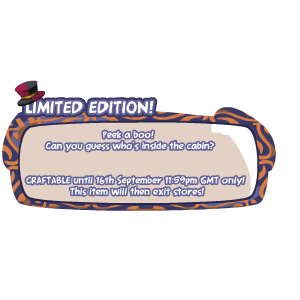 LIMITED EDITION!
Peek a boo!
Can you guess who's inside the cabin?
CRAFTABLE until 16th September 11:59pm GMT only!
This item will then exit stores!